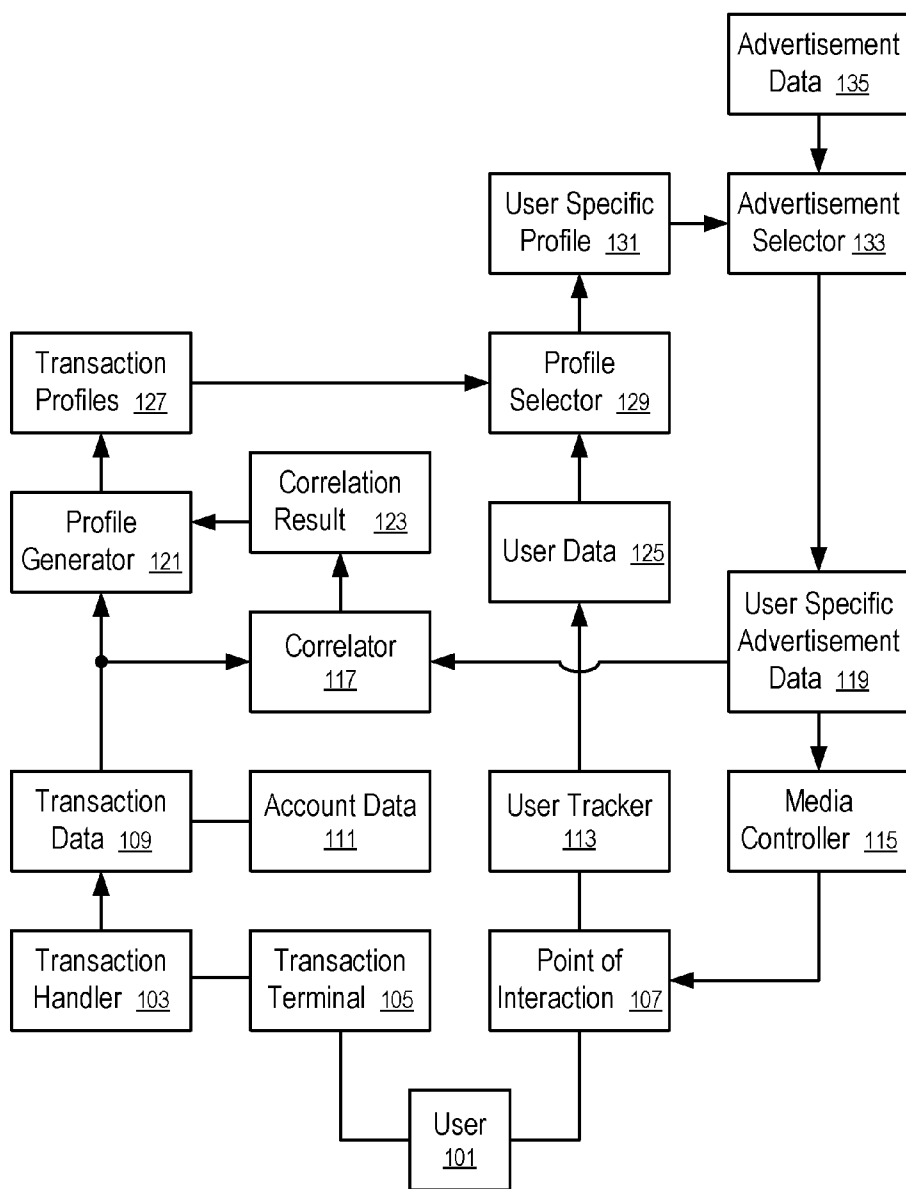 Advertisement
Data 135
User Specific
Profile 131
Advertisement
Selector 133
Transaction
Profiles 127
Profile
Selector 129
Profile
Generator 121
Correlation
Result 123
User Data 125
Correlator
117
User Specific
Advertisement
Data 119
Transaction
Data 109
Account Data
111
User Tracker
113
Media
Controller 115
Transaction
Handler 103
Transaction
Terminal 105
Point of
Interaction 107
User
101